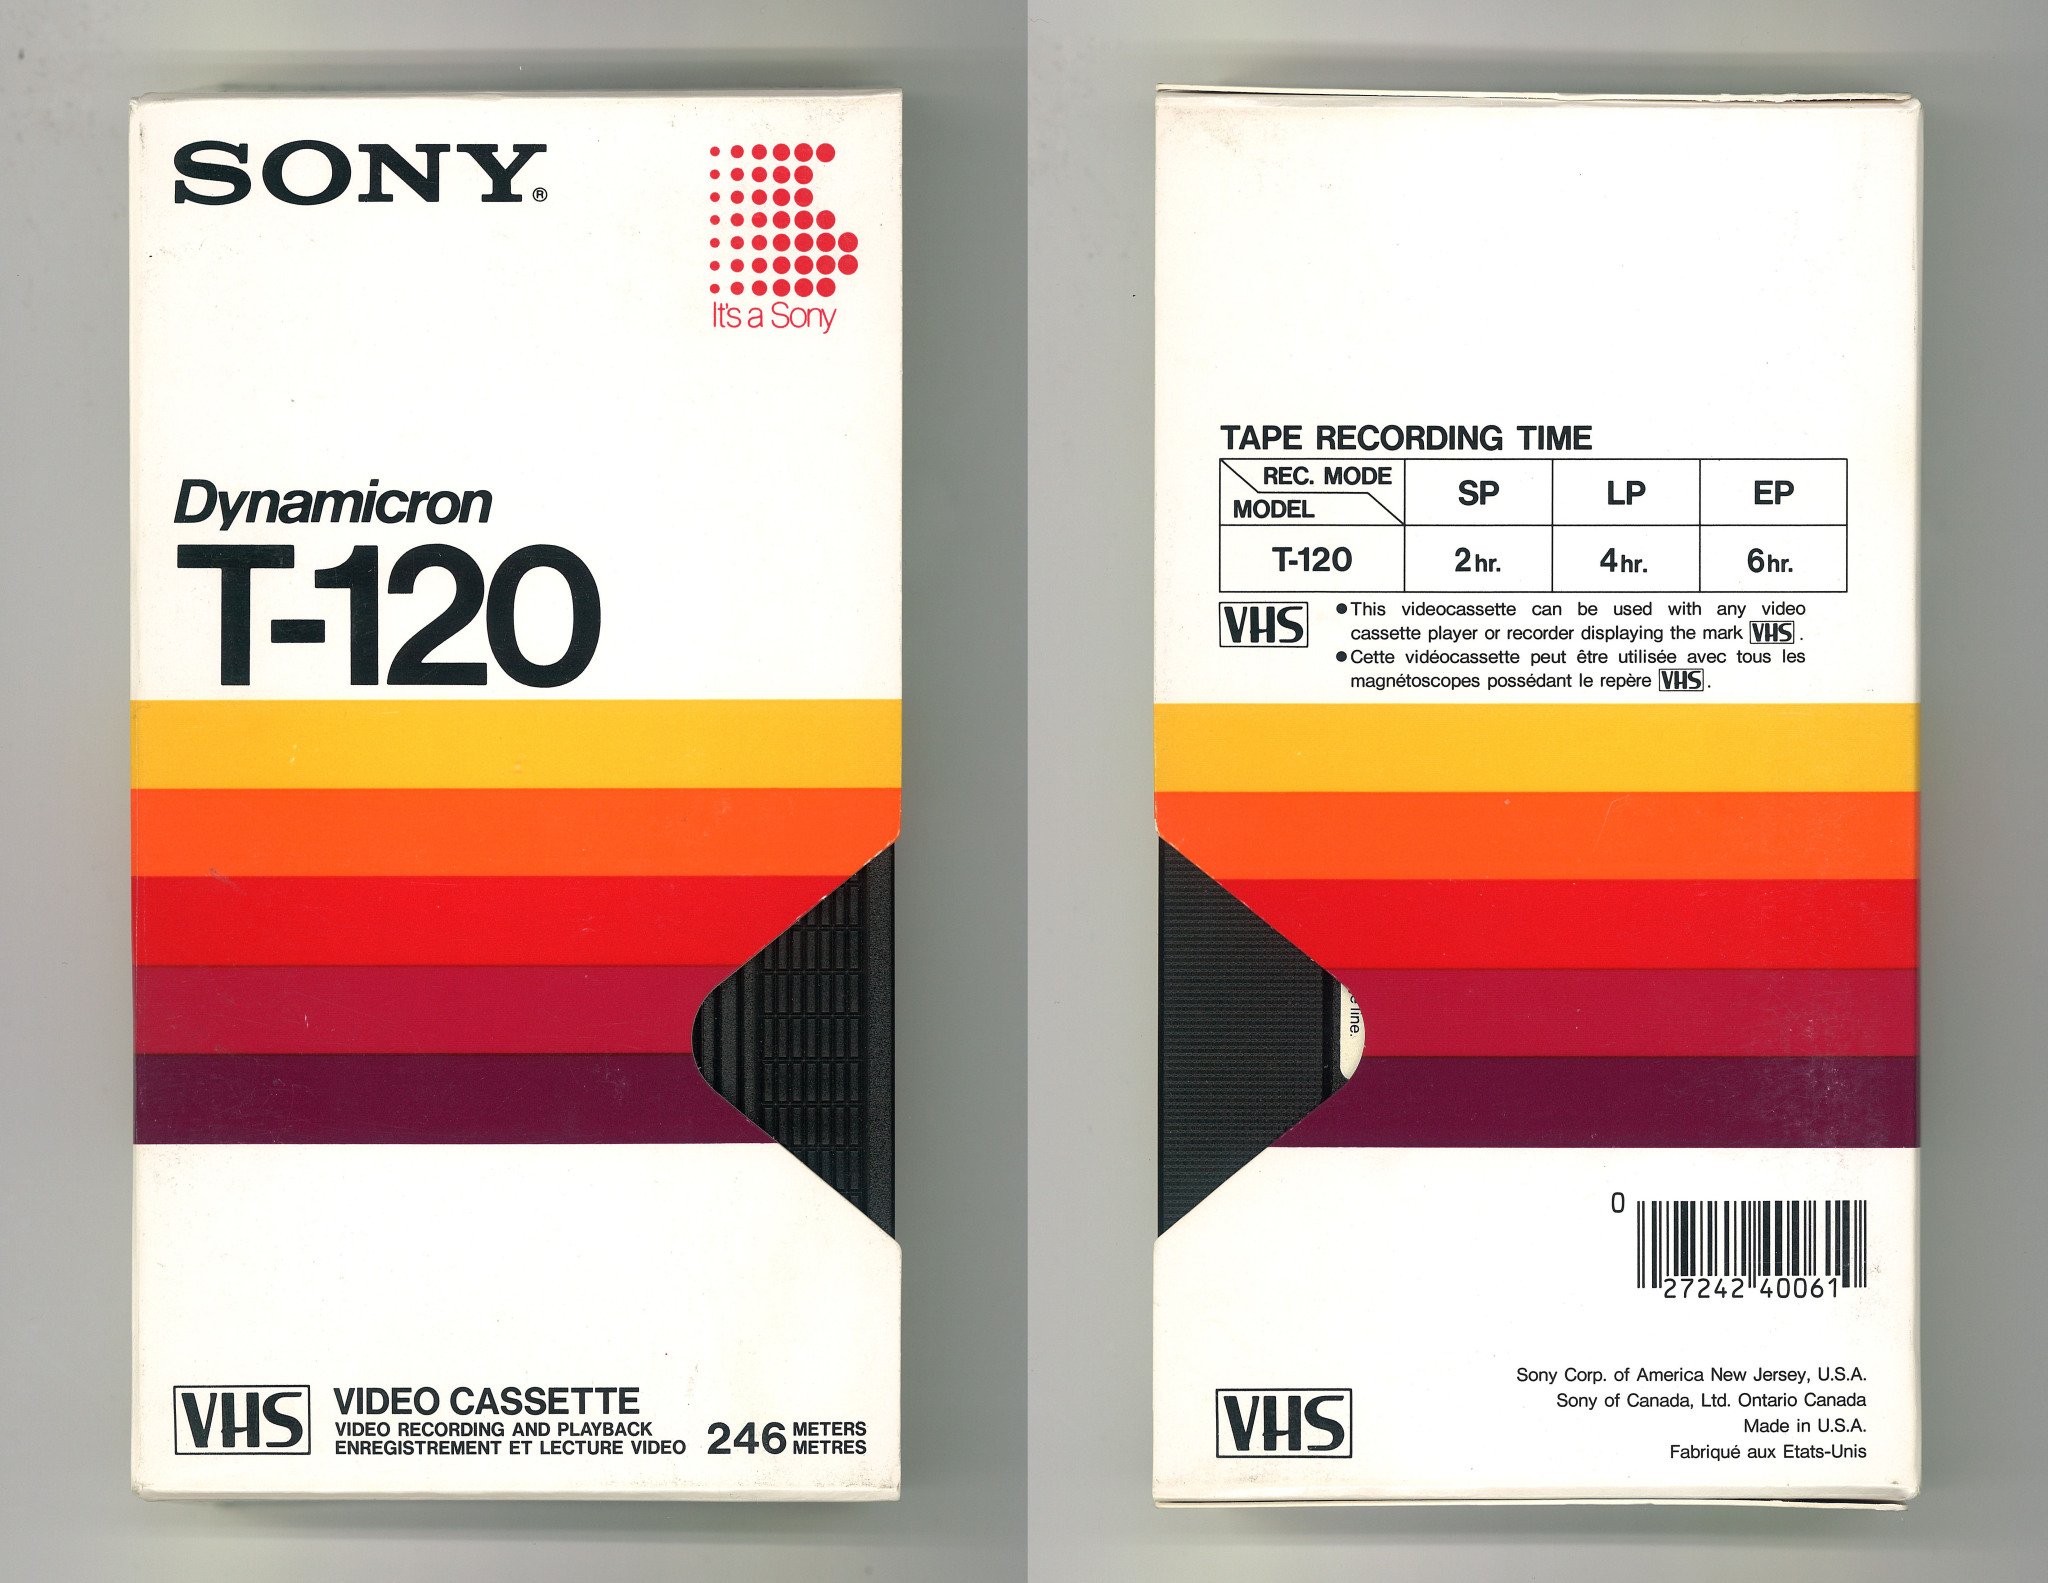 SONY®
It's a Sony
Dynamicron
T-120
VHS
VIDEO CASSETTE
VIDEO RECORDING AND PLAYBACK
ENREGISTREMENT ET LECTURE VIDEO
246 METERS
METRES
TAPE RECORDING TIME
REC. MODE
MODEL
SP LP EP
T-120 2hr. 4hr. 6hr.
VHS
●This videocassette can be used with any video
cassette player or recorder displaying the mark VHS.
●Cette vidéocassette peut être utilisée avec tous les
magnétoscopes possédant le repère VHS.
line.
0
27242 40061
Sony Corp. of America New Jersey, U.S.A.
Sony of Canada, Ltd. Ontario Canada
Made in U.S.A.
Fabriqué aux Etats-Unis
VHS